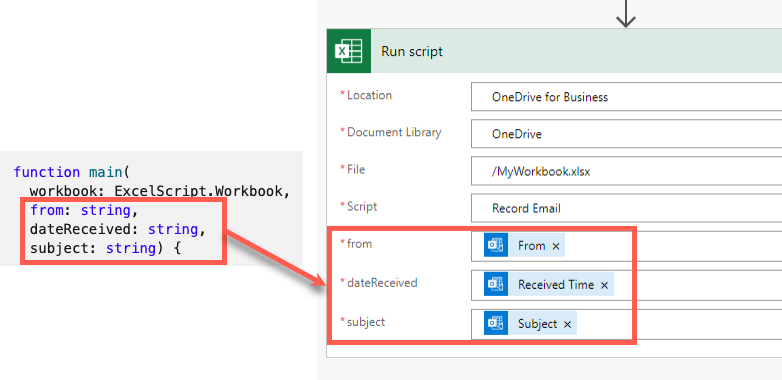 function main(
workbook: ExcelScript.Workbook,
from: string,
dateReceived: string,
subject: string) {
Run script
* Location OneDrive for Business
* Document Library OneDrive
* File /MyWorkbook.xlsx
* Script Record Email
* from From ×
* dateReceived Received Time ×
* subject Subject ×